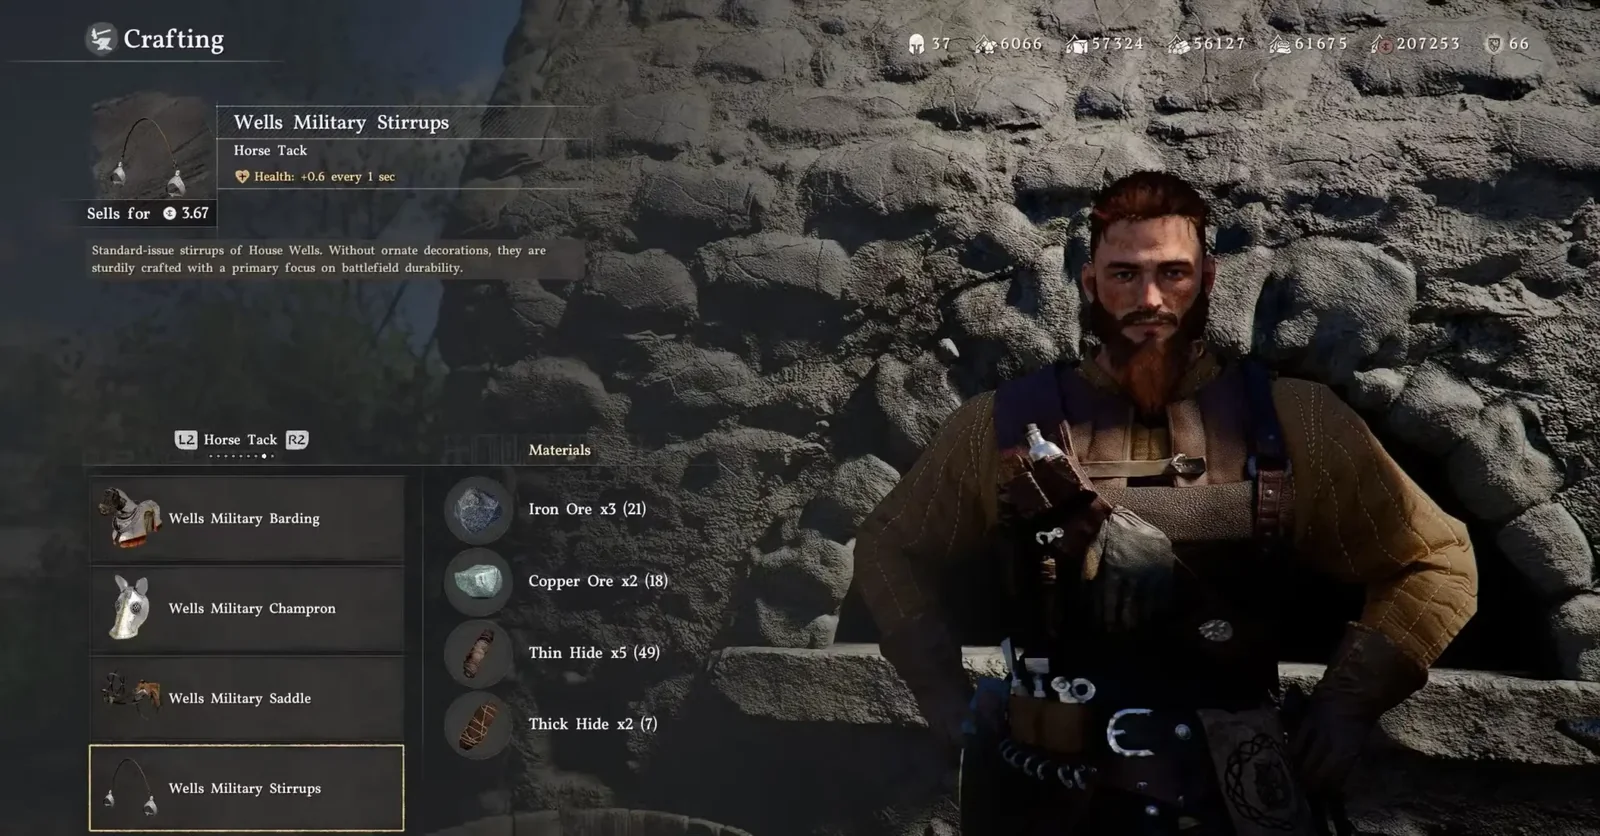 Crafting
37 6066 57324 56127 61675 207253 66
Wells Military Stirrups
Horse Tack
Health: +0.6 every 1 sec
Sells for 3.67
Standard-issue stirrups of House Wells. Without ornate decorations, they are
sturdily crafted with a primary focus on battlefield durability.
L2 Horse Tack R2
Materials
Wells Military Barding
Wells Military Champron
Wells Military Saddle
Wells Military Stirrups
Iron Ore x3 (21)
Copper Ore x2 (18)
Thin Hide x5 (49)
Thick Hide x2 (7)